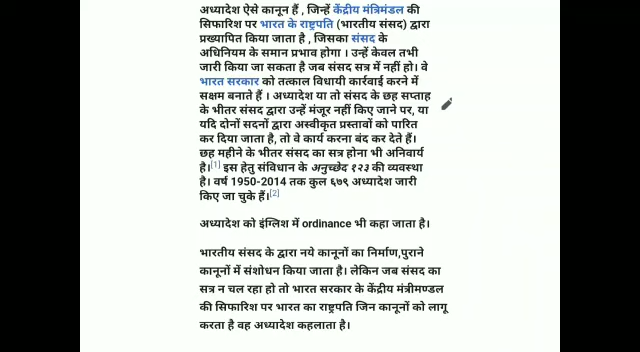 अध्यादेश ऐसे कानून हैं , जिन्हें केंद्रीय मंत्रिमंडल की
सिफारिश पर भारत के राष्ट्रपति (भारतीय संसद) द्वारा
प्रख्यापित किया जाता है , जिसका संसद के
अधिनियम के समान प्रभाव होगा । उन्हें केवल तभी
जारी किया जा सकता है जब संसद सत्र में नहीं हो। वे
भारत सरकार को तत्काल विधायी कार्रवाई करने में
सक्षम बनाते हैं । अध्यादेश या तो संसद के छह सप्ताह
के भीतर संसद द्वारा उन्हें मंजूर नहीं किए जाने पर, या
यदि दोनों सदनों द्वारा अस्वीकृत प्रस्तावों को पारित
कर दिया जाता है, तो वे कार्य करना बंद कर देते हैं।
छह महीने के भीतर संसद का सत्र होना भी अनिवार्य
है।[1] इस हेतु संविधान के अनुच्छेद १२३ की व्यवस्था
है। वर्ष 1950-2014 तक कुल ६७९ अध्यादेश जारी
किए जा चुके हैं।[2]
अध्यादेश को इंग्लिश में ordinance भी कहा जाता है।
भारतीय संसद के द्वारा नये कानूनों का निर्माण,पुराने
कानूनों में संशोधन किया जाता है। लेकिन जब संसद का
सत्र न चल रहा हो तो भारत सरकार के केंद्रीय मंत्रीमण्डल
की सिफारिश पर भारत का राष्ट्रपति जिन कानूनों को लागू
करता है वह अध्यादेश कहलाता है।